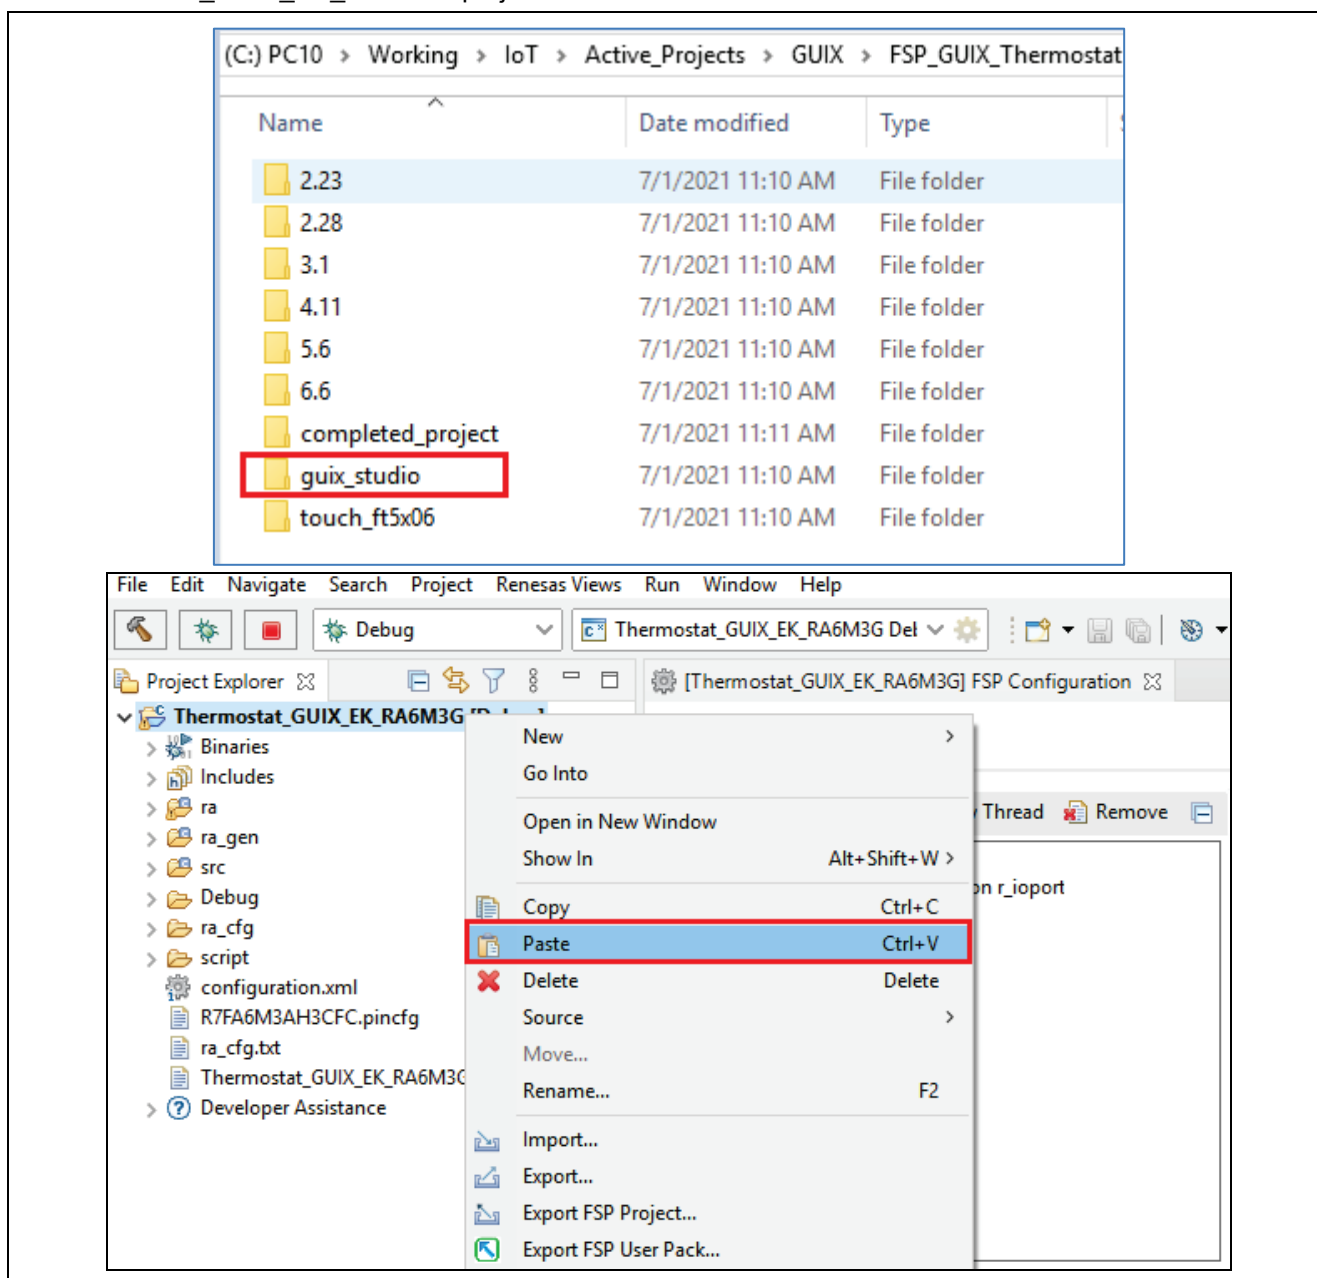 (C:) PC10 > Working > IoT > Active_Projects > GUIX > FSP_GUIX_Thermostat
Name Date modified Type
2.23 7/1/2021 11:10 AM File folder
2.28 7/1/2021 11:10 AM File folder
3.1 7/1/2021 11:10 AM File folder
4.11 7/1/2021 11:10 AM File folder
5.6 7/1/2021 11:10 AM File folder
6.6 7/1/2021 11:10 AM File folder
completed_project 7/1/2021 11:11 AM File folder
guix_studio 7/1/2021 11:10 AM File folder
touch_ft5x06 7/1/2021 11:10 AM File folder
File Edit Navigate Search Project Renesas Views Run Window Help
Debug Thermostat_GUIX_EK_RA6M3G Del
Project Explorer [Thermostat_GUIX_EK_RA6M3G] FSP Configuration
Thermostat_GUIX_EK_RA6M3G
Binaries
Includes
ra
ra_gen
src
Debug
ra_cfg
script
configuration.xml
R7FA6M3AH3CFC.pincfg
ra_cfg.txt
Thermostat_GUIX_EK_RA6M3G
Developer Assistance
New >
Go Into
Open in New Window
Show In Alt+Shift+W >
Copy Ctrl+C
Paste Ctrl+V
Delete Delete
Source >
Move...
Rename... F2
Import...
Export...
Export FSP Project...
Export FSP User Pack...
Thread Remove
on r_ioport